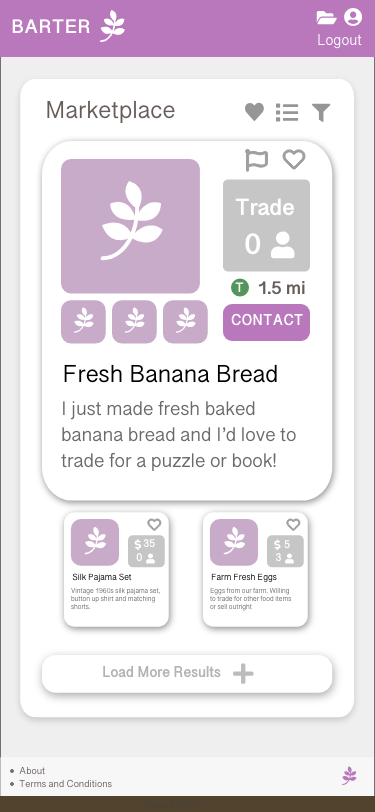 BARTER
Logout
Marketplace
Trade
0
T 1.5 mi
CONTACT
Fresh Banana Bread
I just made fresh baked
banana bread and I'd love to
trade for a puzzle or book!
$35
0
Silk Pajama Set
Vintage 1960s silk pajama set,
button up shirt and matching
shorts.
$ 5
3
Farm Fresh Eggs
Eggs from our farm. Willing
to trade for other food items
or sell outright
Load More Results
• About
• Terms and Conditions